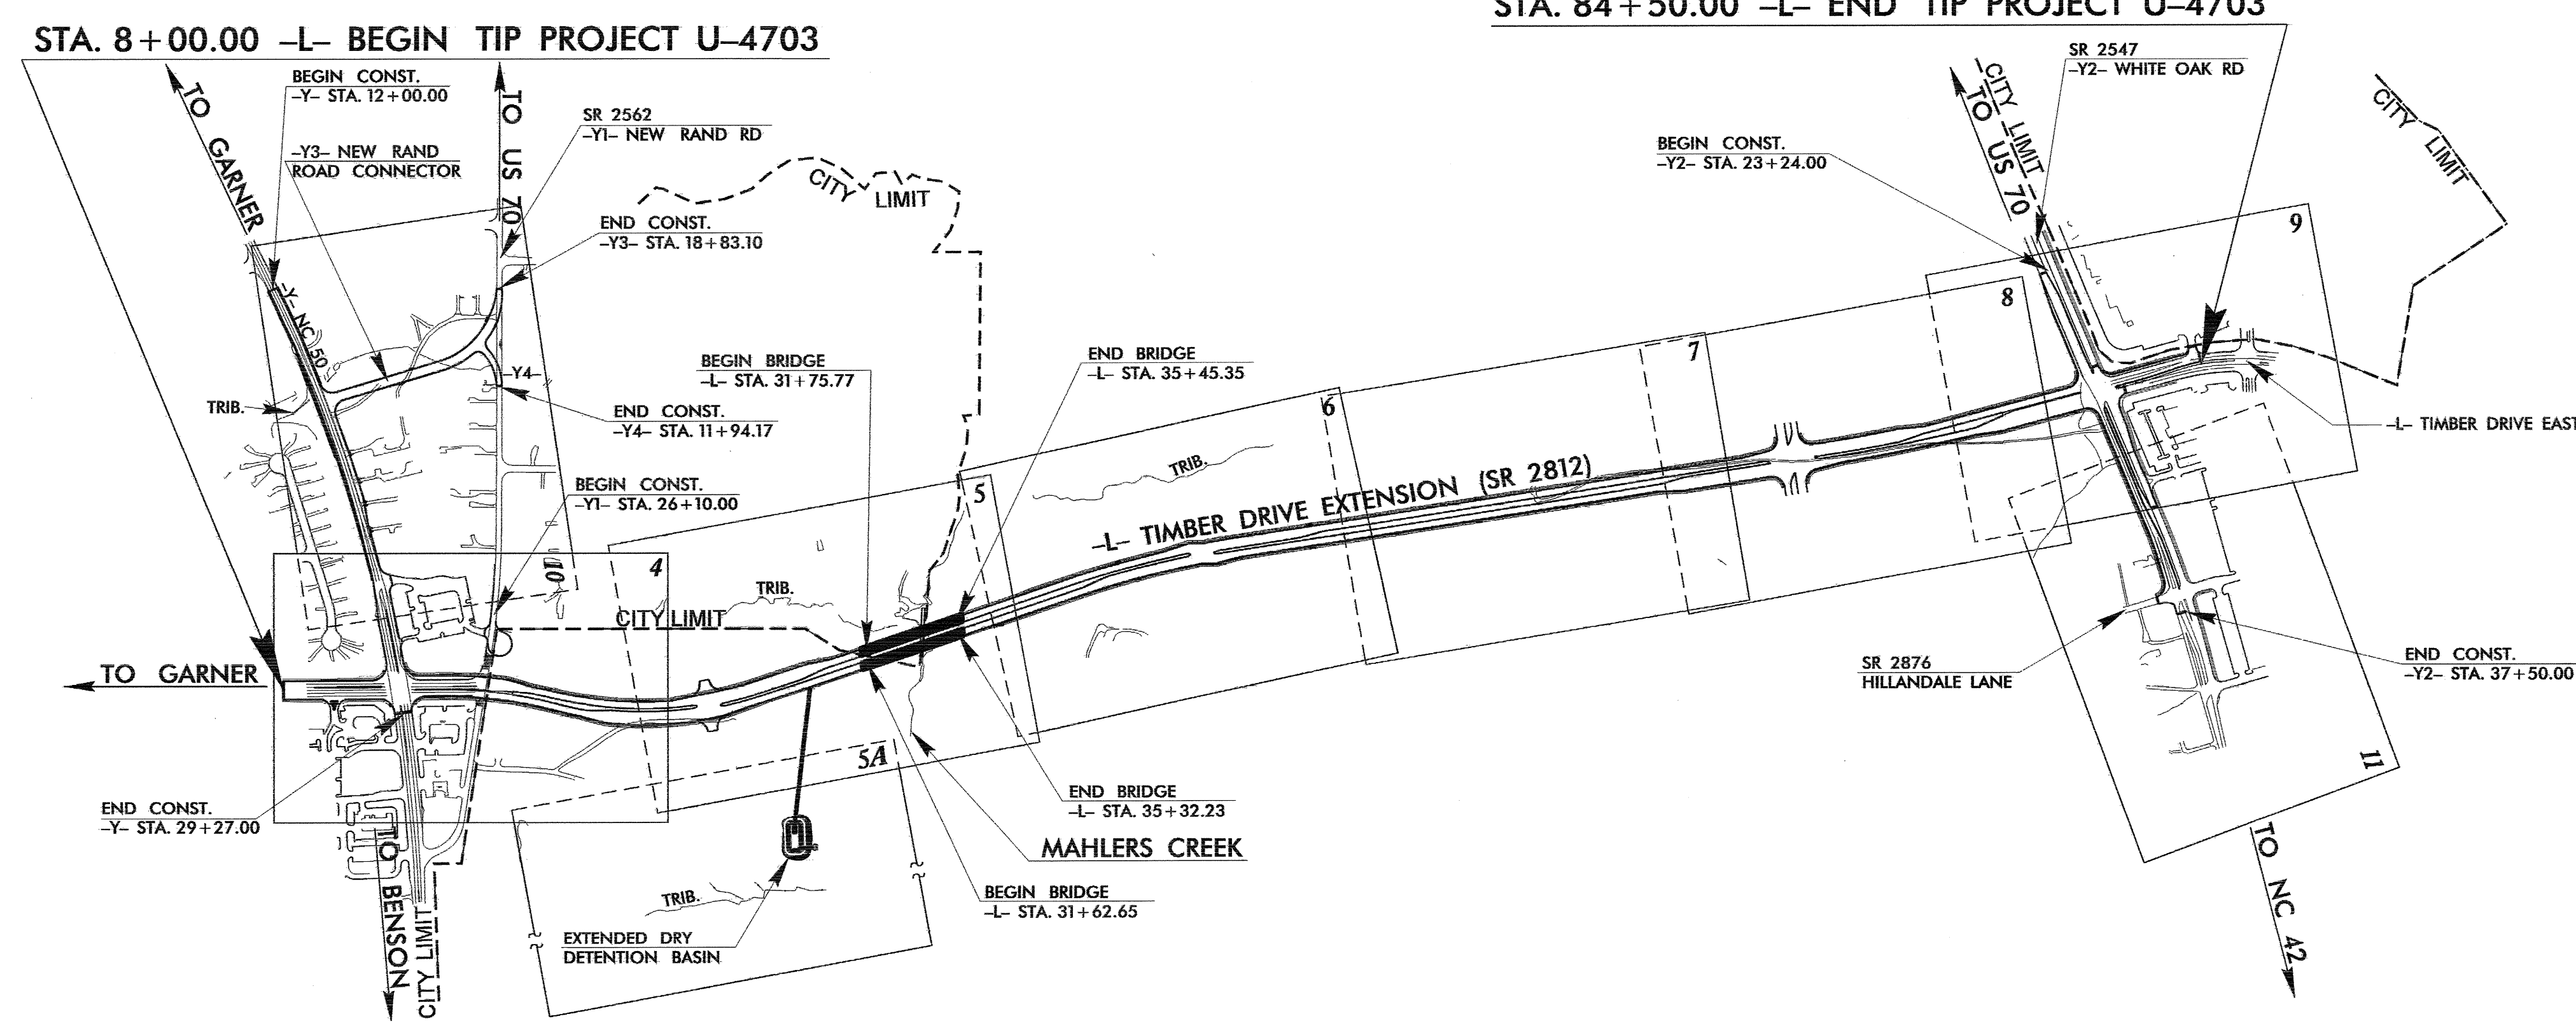 STA. 84+50.00 –L– END TIP PROJECT U–4703
STA. 8+00.00 –L– BEGIN TIP PROJECT U–4703
BEGIN CONST.
–Y– STA. 12+00.00
TO GARNER
TO US 70
SR 2562
–Y1– NEW RAND RD
–Y3– NEW RAND
ROAD CONNECTOR
END CONST.
–Y3– STA. 18+83.10
–Y– NC 50
–Y4–
TRIB.
END CONST.
–Y4– STA. 11+94.17
BEGIN CONST.
–Y1– STA. 26+10.00
CITY LIMIT
BEGIN BRIDGE
–L– STA. 31+75.77
END BRIDGE
–L– STA. 35+45.35
SR 2547
–Y2– WHITE OAK RD
CITY LIMIT
TO US 70
CITY LIMIT
BEGIN CONST.
–Y2– STA. 23+24.00
9
8
7
6
5
4
10
–L– TIMBER DRIVE EAST
TRIB.
–L– TIMBER DRIVE EXTENSION (SR 2812)
TRIB.
CITY LIMIT
TO GARNER
SR 2876
HILLANDALE LANE
END CONST.
–Y2– STA. 37+50.00
11
5A
END CONST.
–Y– STA. 29+27.00
END BRIDGE
–L– STA. 35+32.23
MAHLERS CREEK
BEGIN BRIDGE
–L– STA. 31+62.65
TRIB.
EXTENDED DRY
DETENTION BASIN
TO BENSON
CITY LIMIT
TO NC 42